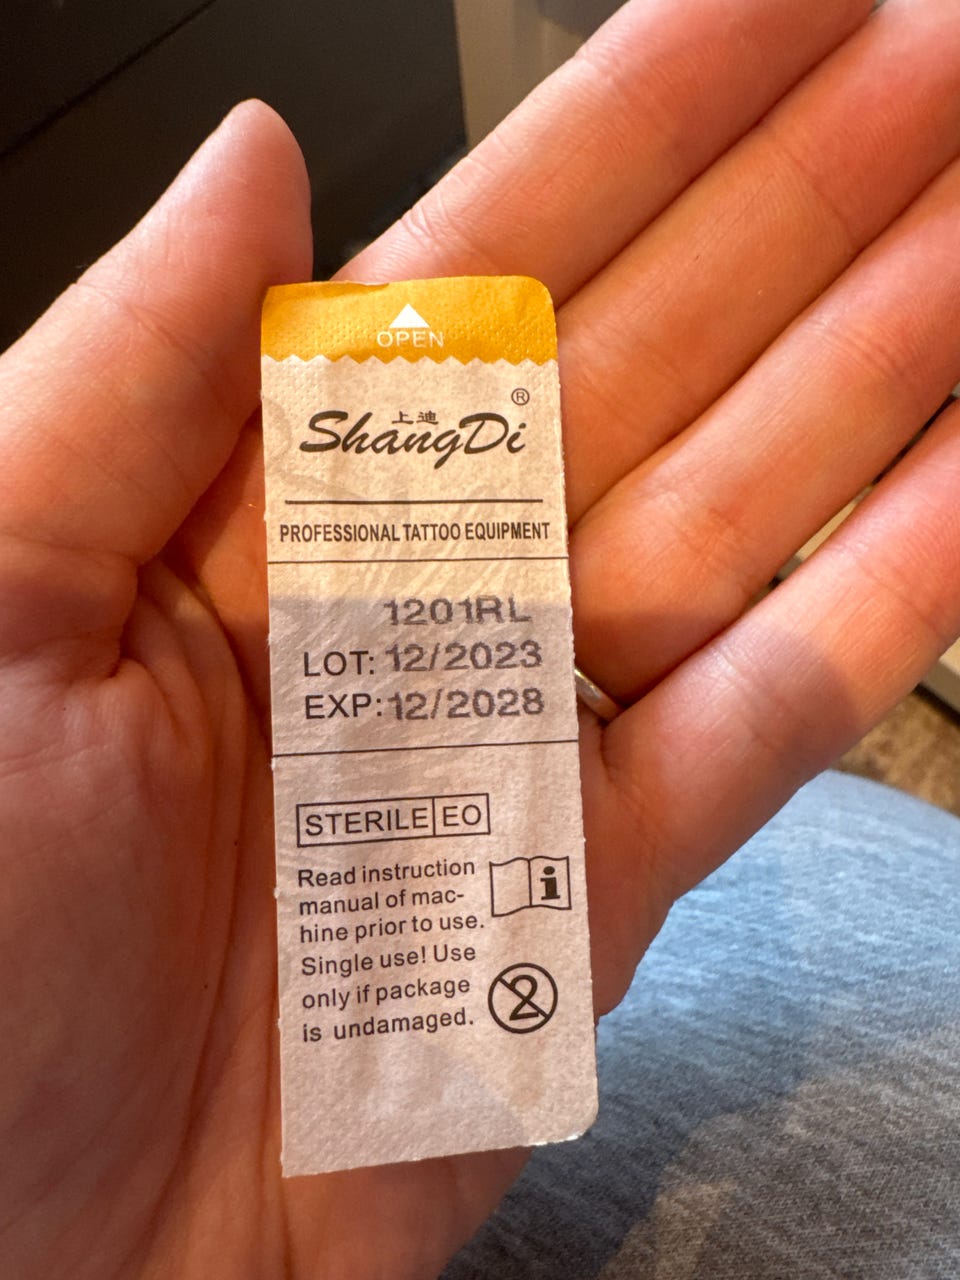 OPEN
上迪
ShangDi®
PROFESSIONAL TATTOO EQUIPMENT
1201RL
LOT: 12/2023
EXP: 12/2028
STERILE EO
Read instruction
manual of mac-
hine prior to use.
Single use! Use
only if package
is undamaged.
i
2